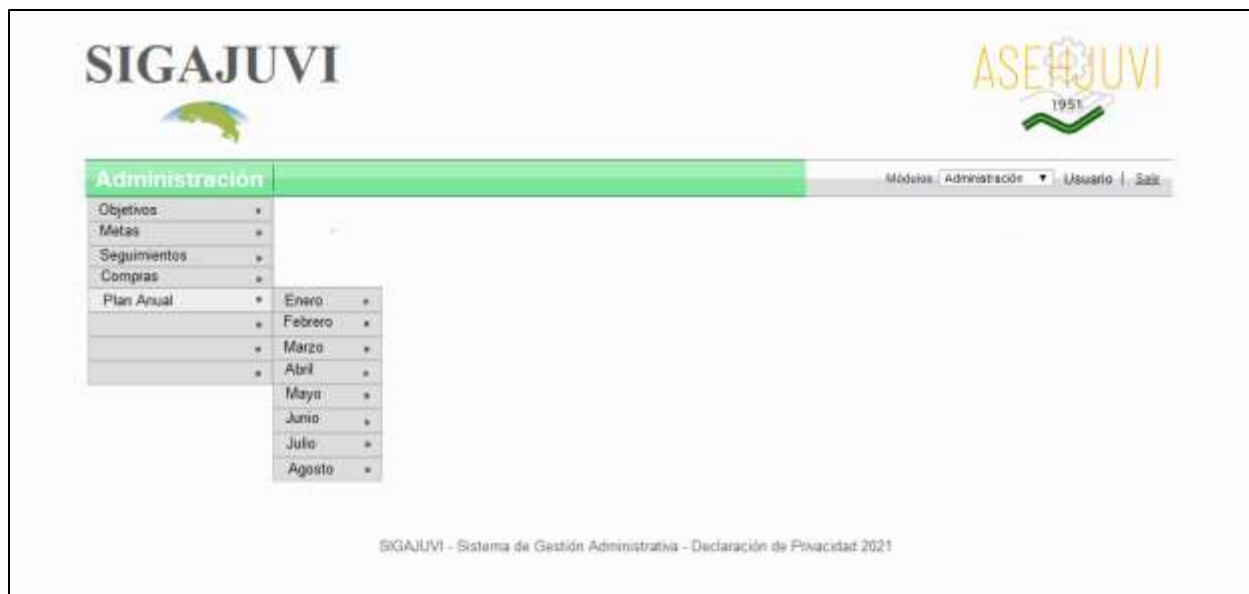 SIGAJUVI
ASEHJUVI
1951
Administración
Módulos Administración ▼ Usuario | Salir
Objetivos
Metas
Seguimientos
Compras
Plan Anual
Enero
Febrero
Marzo
Abril
Mayo
Junio
Julio
Agosto
SIGAJUVI - Sistema de Gestión Administrativa - Declaración de Privacidad 2021